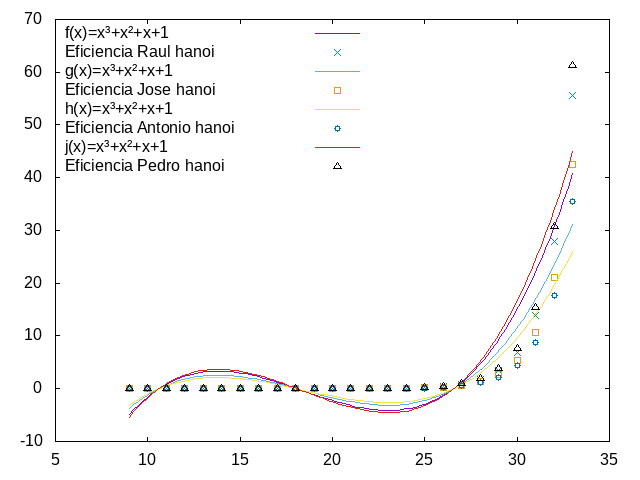 70
60
50
40
30
20
10
0
-10
5
10
15
20
25
30
35
f(x)=x³+x²+x+1
Eficiencia Raul hanoi
g(x)=x³+x²+x+1
Eficiencia Jose hanoi
h(x)=x³+x²+x+1
Eficiencia Antonio hanoi
j(x)=x³+x²+x+1
Eficiencia Pedro hanoi